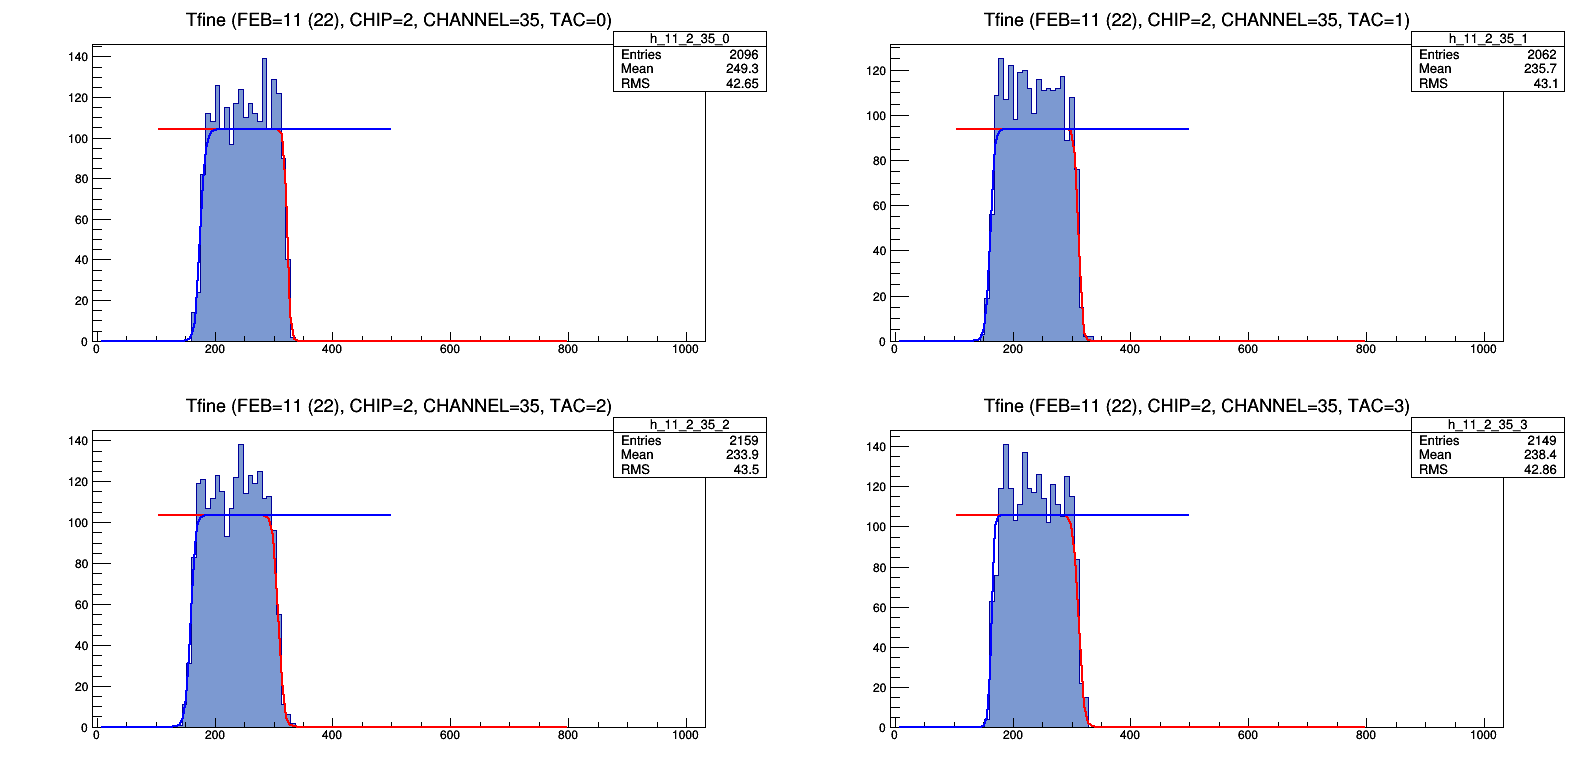 Tfine (FEB=11 (22), CHIP=2, CHANNEL=35, TAC=0)
h_11_2_35_0
Entries 2096
Mean 249.3
RMS 42.65
140
120
100
80
60
40
20
0
0 200 400 600 800 1000
Tfine (FEB=11 (22), CHIP=2, CHANNEL=35, TAC=1)
h_11_2_35_1
Entries 2062
Mean 235.7
RMS 43.1
120
100
80
60
40
20
0
0 200 400 600 800 1000
Tfine (FEB=11 (22), CHIP=2, CHANNEL=35, TAC=2)
h_11_2_35_2
Entries 2159
Mean 233.9
RMS 43.5
140
120
100
80
60
40
20
0
0 200 400 600 800 1000
Tfine (FEB=11 (22), CHIP=2, CHANNEL=35, TAC=3)
h_11_2_35_3
Entries 2149
Mean 238.4
RMS 42.86
140
120
100
80
60
40
20
0
0 200 400 600 800 1000